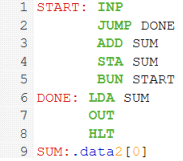 1 START: INP
2 JUMP DONE
3 ADD SUM
4 STA SUM
5 BUN START
6 DONE: LDA SUM
7 OUT
8 HLT
9 SUM:.data2[0]